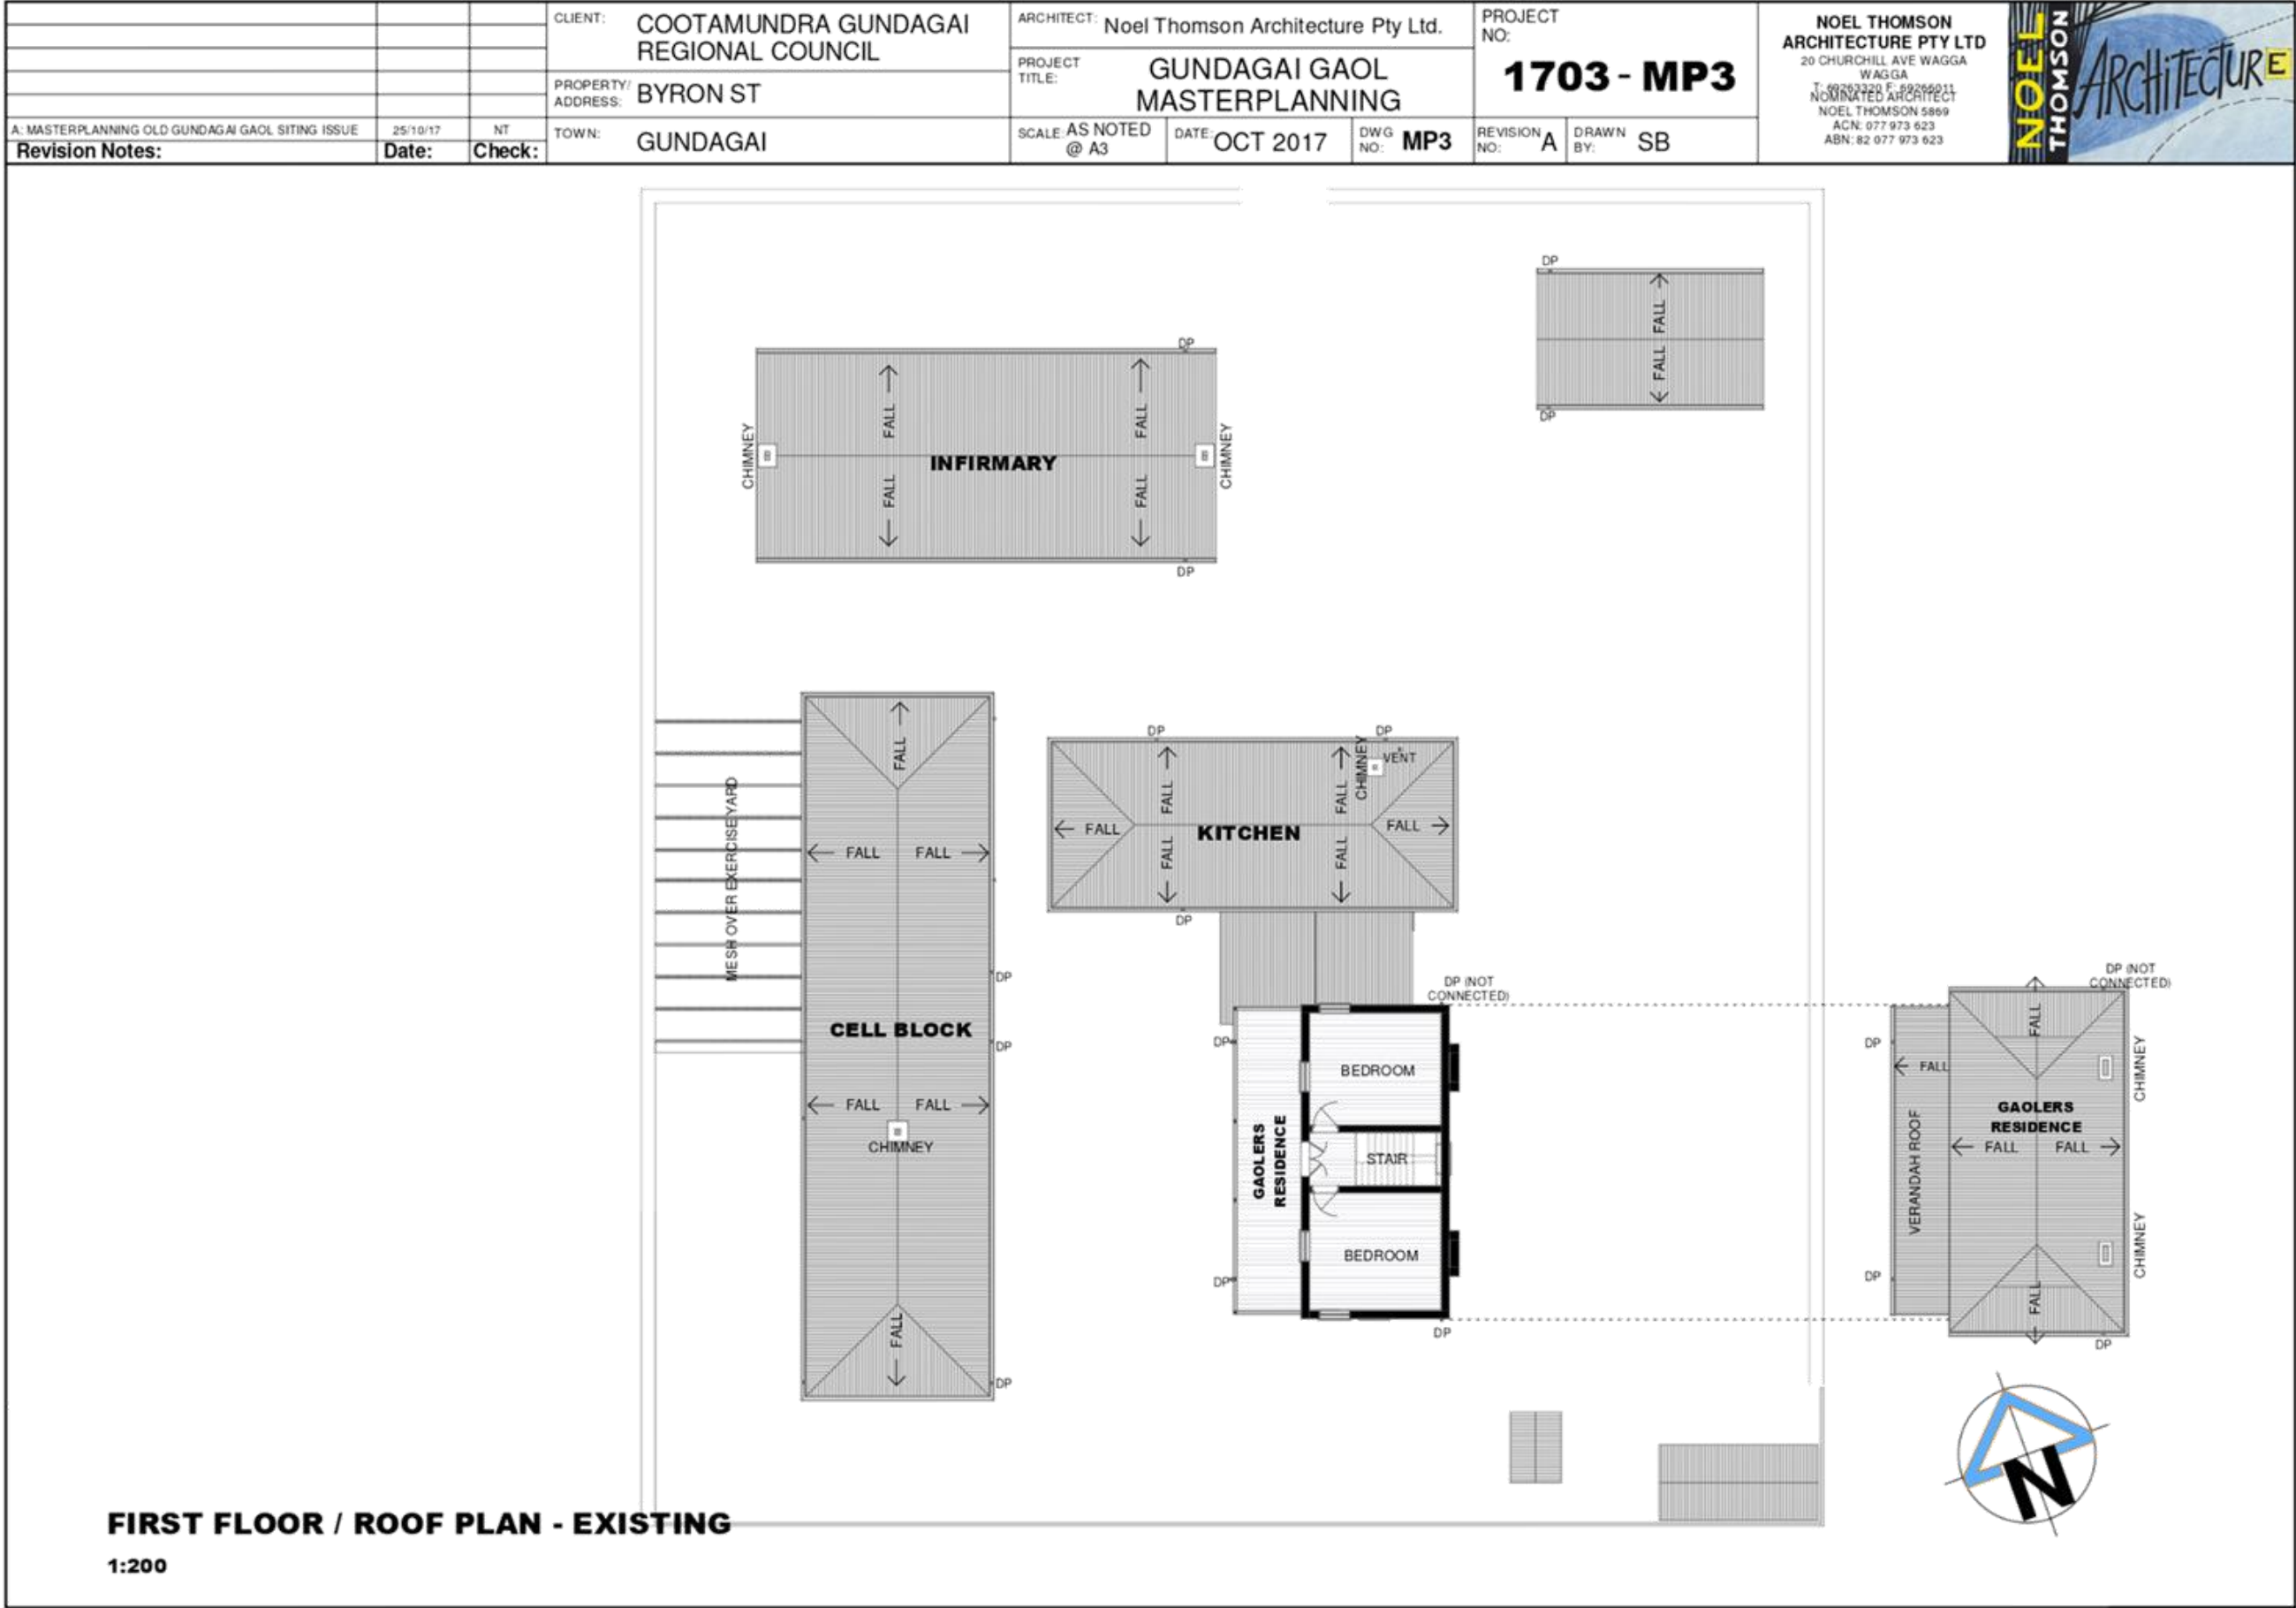 CLIENT:
COOTAMUNDRA GUNDAGAI
REGIONAL COUNCIL
PROPERTY/
ADDRESS:
BYRON ST
TOWN:
GUNDAGAI
A: MASTERPLANNING OLD GUNDAGAI GAOL SITING ISSUE
25/10/17
NT
Revision Notes:
Date:
Check:
ARCHITECT:
Noel Thomson Architecture Pty Ltd.
PROJECT
TITLE:
GUNDAGAI GAOL
MASTERPLANNING
SCALE:
AS NOTED
@ A3
DATE:
OCT 2017
DWG
NO:
MP3
PROJECT
NO:
1703 - MP3
REVISION
NO:
A
DRAWN
BY:
SB
NOEL THOMSON
ARCHITECTURE PTY LTD
20 CHURCHILL AVE WAGGA
WAGGA
T: 69263320 F: 69266011
NOMINATED ARCHITECT
NOEL THOMSON 5869
ACN: 077 973 623
ABN: 82 077 973 623
NOEL
THOMSON
ARCHITECTURE
DP
FALL
FALL
DP
DP
CHIMNEY
FALL
FALL
INFIRMARY
FALL
FALL
CHIMNEY
DP
MESH OVER EXERCISE YARD
FALL
FALL
FALL
DP
CELL BLOCK
DP
FALL
FALL
CHIMNEY
FALL
DP
DP
DP
CHIMNEY
VENT
FALL
FALL
FALL
KITCHEN
FALL
FALL
FALL
DP
DP (NOT
CONNECTED)
DP
BEDROOM
GAOLERS
RESIDENCE
STAIR
BEDROOM
DP
DP
DP (NOT
CONNECTED)
FALL
DP
FALL
CHIMNEY
GAOLERS
RESIDENCE
FALL
FALL
VERANDAH ROOF
CHIMNEY
DP
FALL
DP
N
FIRST FLOOR / ROOF PLAN - EXISTING
1:200